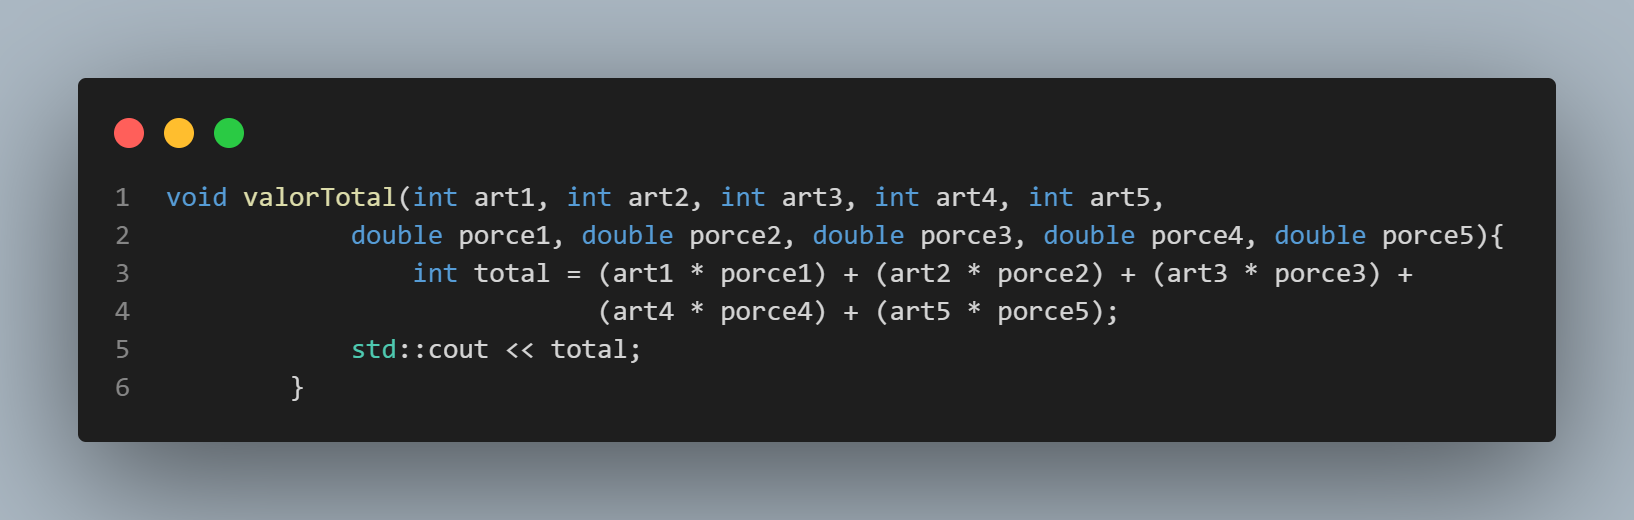 1 void valorTotal(int art1, int art2, int art3, int art4, int art5,
2             double porce1, double porce2, double porce3, double porce4, double porce5){
3                 int total = (art1 * porce1) + (art2 * porce2) + (art3 * porce3) +
4                             (art4 * porce4) + (art5 * porce5);
5             std::cout << total;
6         }